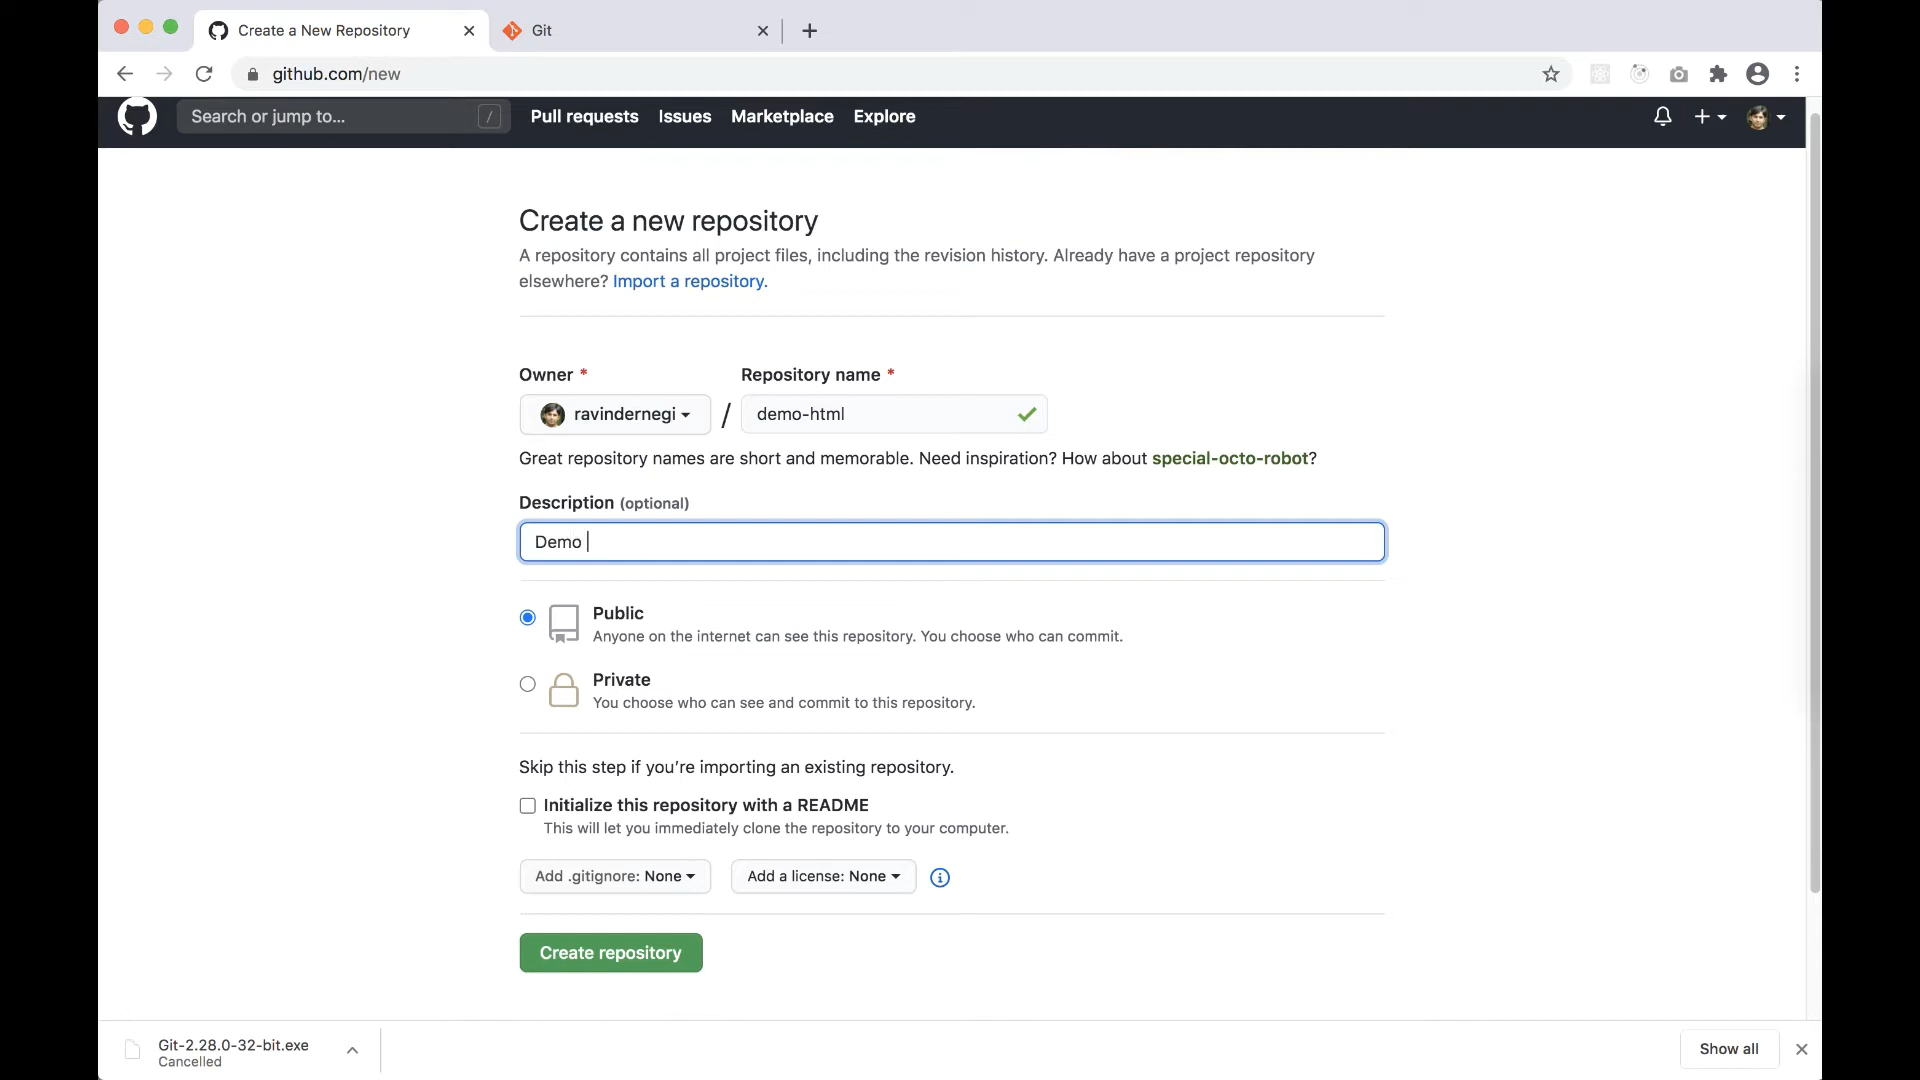 Create a New Repository
Git
github.com/new
Search or jump to...
/
Pull requests
Issues
Marketplace
Explore
Create a new repository
A repository contains all project files, including the revision history. Already have a project repository
elsewhere? Import a repository.
Owner *
Repository name *
ravindernegi
/
demo-html
Great repository names are short and memorable. Need inspiration? How about special-octo-robot?
Description (optional)
Demo
Public
Anyone on the internet can see this repository. You choose who can commit.
Private
You choose who can see and commit to this repository.
Skip this step if you’re importing an existing repository.
Initialize this repository with a README
This will let you immediately clone the repository to your computer.
Add .gitignore: None
Add a license: None
Create repository
Git-2.28.0-32-bit.exe
Cancelled
Show all